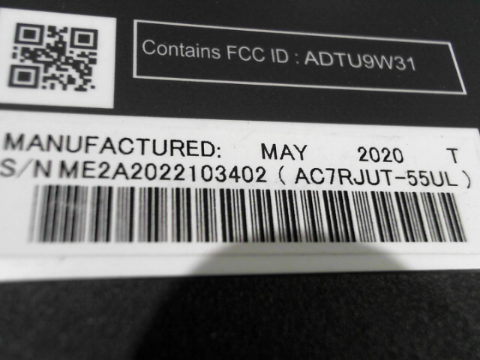 Contains FCC ID : ADTU9W31
MANUFACTURED: MAY 2020 T
S/N ME2A2022103402 ( AC7RJUT-55UL )